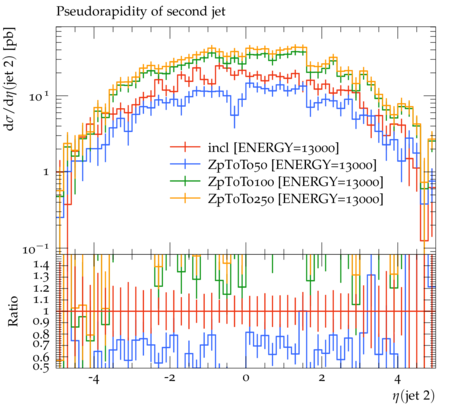 Pseudorapidity of second jet
dσ/dη(jet 2) [pb]
10¹
1
10⁻¹
incl [ENERGY=13000]
ZpToTo50 [ENERGY=13000]
ZpToTo100 [ENERGY=13000]
ZpToTo250 [ENERGY=13000]
Ratio
1.4
1.3
1.2
1.1
1
0.9
0.8
0.7
0.6
0.5
-4 -2 0 2 4
η(jet 2)